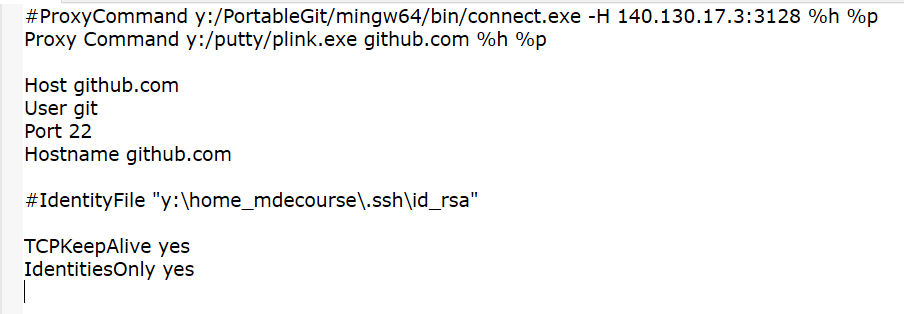 #ProxyCommand y:/PortableGit/mingw64/bin/connect.exe -H 140.130.17.3:3128 %h %p
Proxy Command y:/putty/plink.exe github.com %h %p
Host github.com
User git
Port 22
Hostname github.com
#IdentityFile "y:\home_mdecourse\.ssh\id_rsa"
TCPKeepAlive yes
IdentitiesOnly yes